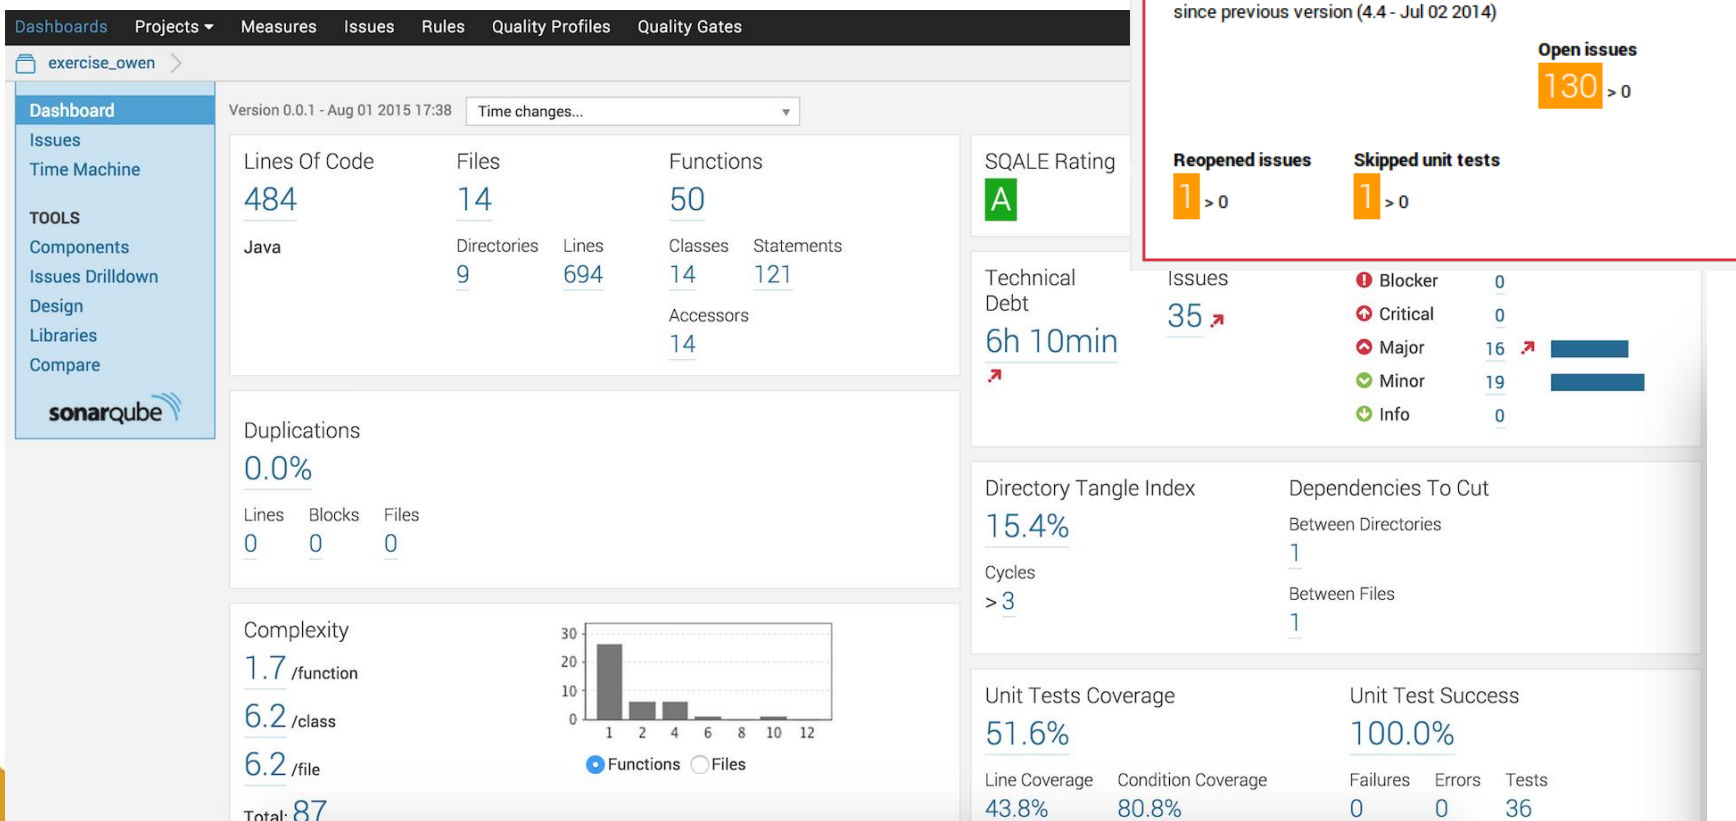 Dashboards Projects Measures Issues Rules Quality Profiles Quality Gates
exercise_owen
Dashboard
Issues
Time Machine
TOOLS
Components
Issues Drilldown
Design
Libraries
Compare
sonarqube
Version 0.0.1 - Aug 01 2015 17:38 Time changes...
Lines Of Code Files Functions
484 14 50
Java Directories Lines Classes Statements
9 694 14 121
Accessors
14
Duplications
0.0%
Lines Blocks Files
0 0 0
Complexity
1.7 /function
6.2 /class
6.2 /file
Total: 87
30
20
10
0
1 2 4 6 8 10 12
Functions Files
since previous version (4.4 - Jul 02 2014)
Open issues
130 > 0
Reopened issues Skipped unit tests
1 > 0 1 > 0
SQALE Rating
A
Technical
Debt
6h 10min
Issues
35
Blocker 0
Critical 0
Major 16
Minor 19
Info 0
Directory Tangle Index Dependencies To Cut
15.4% Between Directories
1
Cycles
> 3
Between Files
1
Unit Tests Coverage Unit Test Success
51.6% 100.0%
Line Coverage Condition Coverage Failures Errors Tests
43.8% 80.8% 0 0 36